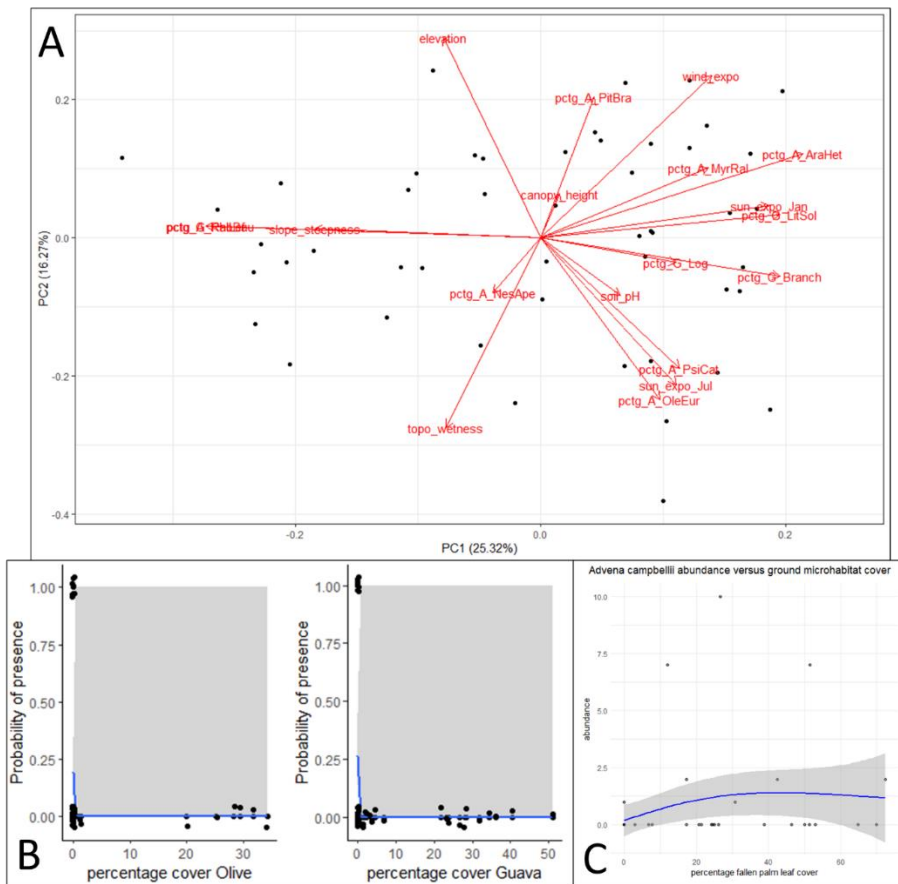 A
elevation
wind_expo
pctg_A_PitBra
pctg_A_AraHet
pctg_A_MyrRal
canopy_height
sun_expo_Jan
pctg_G_LitSol
slope_steepness
pctg_G_Log
pctg_G_Branch
pctg_A_NesApe
soil_pH
pctg_A_PsiCat
sun_expo_Jul
pctg_A_OleEur
topo_wetness
0.2
0.0
-0.2
-0.4
PC2 (16.27%)
-0.2 0.0 0.2
PC1 (25.32%)
B
1.00
0.75
0.50
0.25
0.00
Probability of presence
0 10 20 30
percentage cover Olive
1.00
0.75
0.50
0.25
0.00
Probability of presence
0 10 20 30 40 50
percentage cover Guava
C
Advena campbellii abundance versus ground microhabitat cover
10.0
7.5
5.0
2.5
0.0
abundance
0 20 40 60
percentage fallen palm leaf cover